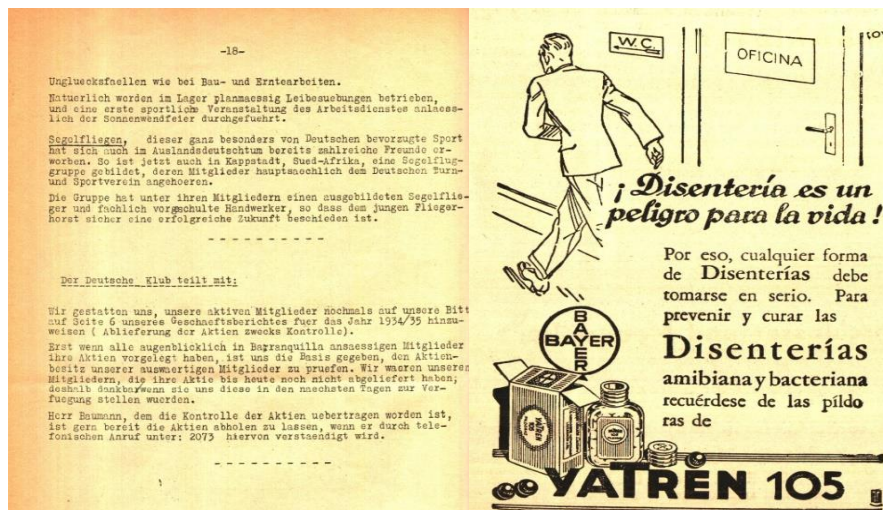 -18-
Ungluecksfaellen wie bei Bau- und Erntearbeiten.
Natuerlich werden im Lager planmaessig Leibesuebungen betrieben,
und eine erste sportliche Veranstaltung des Arbeitsdienstes anlaess-
lich der Sonnenwendfeier durchgefuehrt.
Segelfliegen, dieser ganz besonders von Deutschen bevorzugte Sport
hat sich auch im Auslandsdeutschtum bereits zahlreiche Freunde er-
worben. So ist jetzt auch in Kappstadt, Sued-Afrika, eine Segelflug-
gruppe gebildet, deren Mitglieder hauptsaechlich dem Deutschen Turn-
und Sportverein angehoeren.
Die Gruppe hat unter ihren Mitgliedern einen ausgebildeten Segelflie-
ger und fachlich vorgeschulte Handwerker, so dass dem jungen Flieger-
horst sicher eine erfolgreiche Zukunft beschieden ist.
- - - - - - - - - -
Der Deutsche Klub teilt mit:
Wir gestatten uns, unsere aktiven Mitglieder nochmals auf unsere Bitt
auf Seite 6 unseres Geschaeftsberichtes fuer das Jahr 1934/35 hinzu-
weisen ( Ablieferung der Aktien zwecks Kontrolle).
Erst wenn alle augenblicklich in Barranquilla ansaessigen Mitglieder
ihre Aktien vorgelegt haben, ist uns die Basis gegeben, den Aktien-
besitz unserer auswaertigen Mitglieder zu pruefen. Wir waeren unseren
Mitgliedern, die ihre Aktie bis heute noch nicht abgeliefert haben,
deshalb dankbar wenn sie uns diese in den naechsten Tagen zur Ver-
fuegung stellen wuerden.
Herr Baumann, dem die Kontrolle der Aktien uebertragen worden ist,
ist gern bereit die Aktien abholen zu lassen, wenn er durch tele-
fonischen Anruf unter: 2073 hiervon verstaendigt wird.
- - - - - - - - - -
W.C.
OFICINA
¡Disentería es un
peligro para la vida!
Por eso, cualquier forma
de Disenterías debe
tomarse en serio. Para
prevenir y curar las
Disenterías
amibiana y bacteriana
recuérdese de las píldo
ras de
BAYER
BAYER
YATREN 105